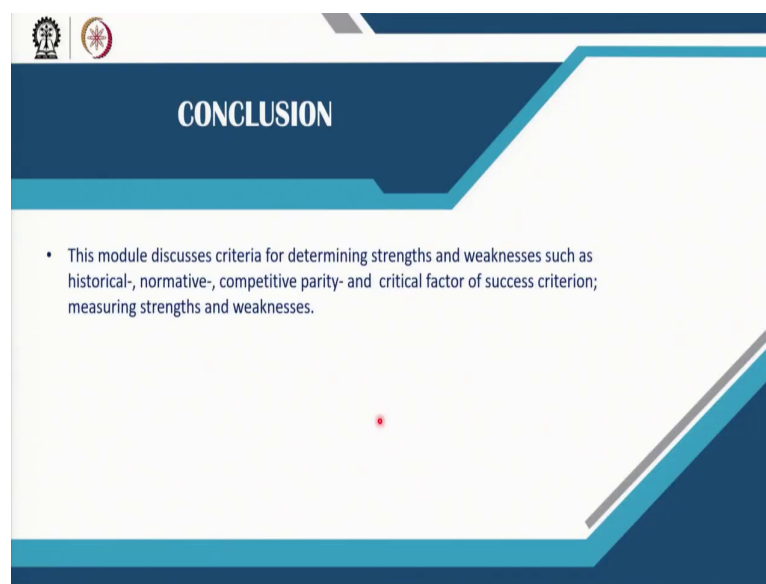 CONCLUSION
• This module discusses criteria for determining strengths and weaknesses such as
historical-, normative-, competitive parity- and critical factor of success criterion;
measuring strengths and weaknesses.